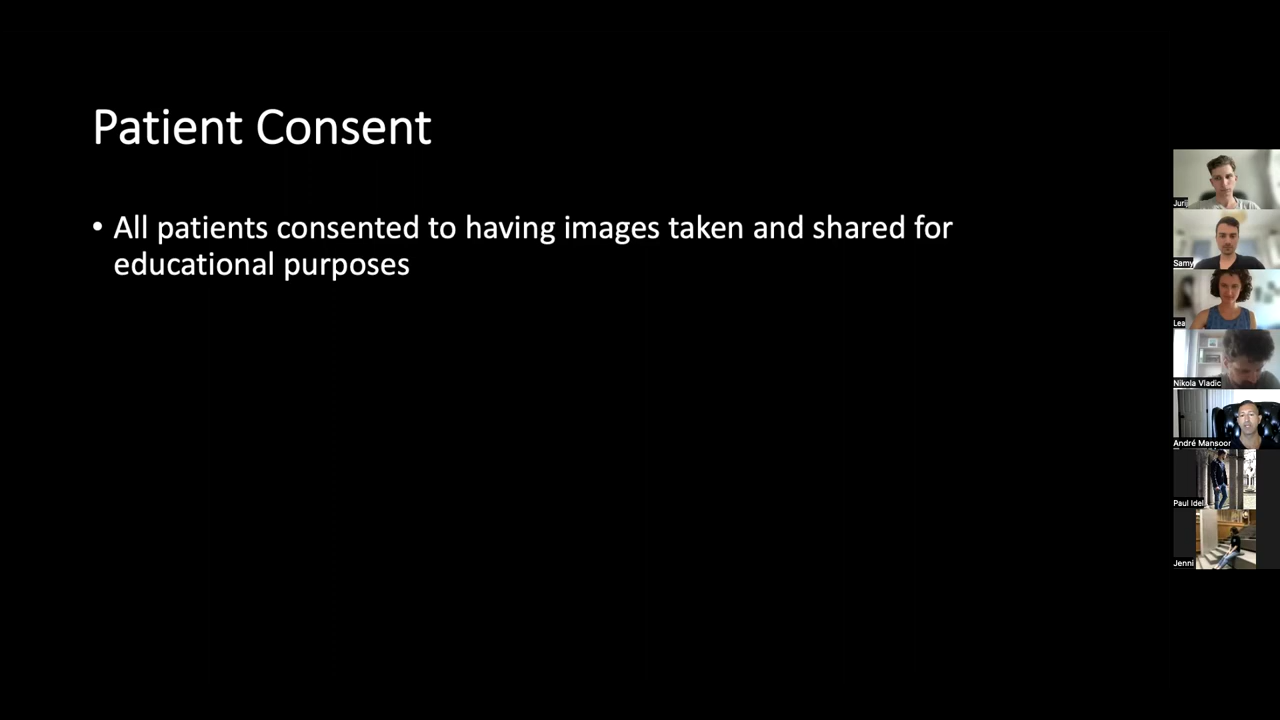 Patient Consent
• All patients consented to having images taken and shared for
educational purposes
Jurij
Samy
Lea
Nikola Vladic
André Mansoor
Paul Idel
Jenni